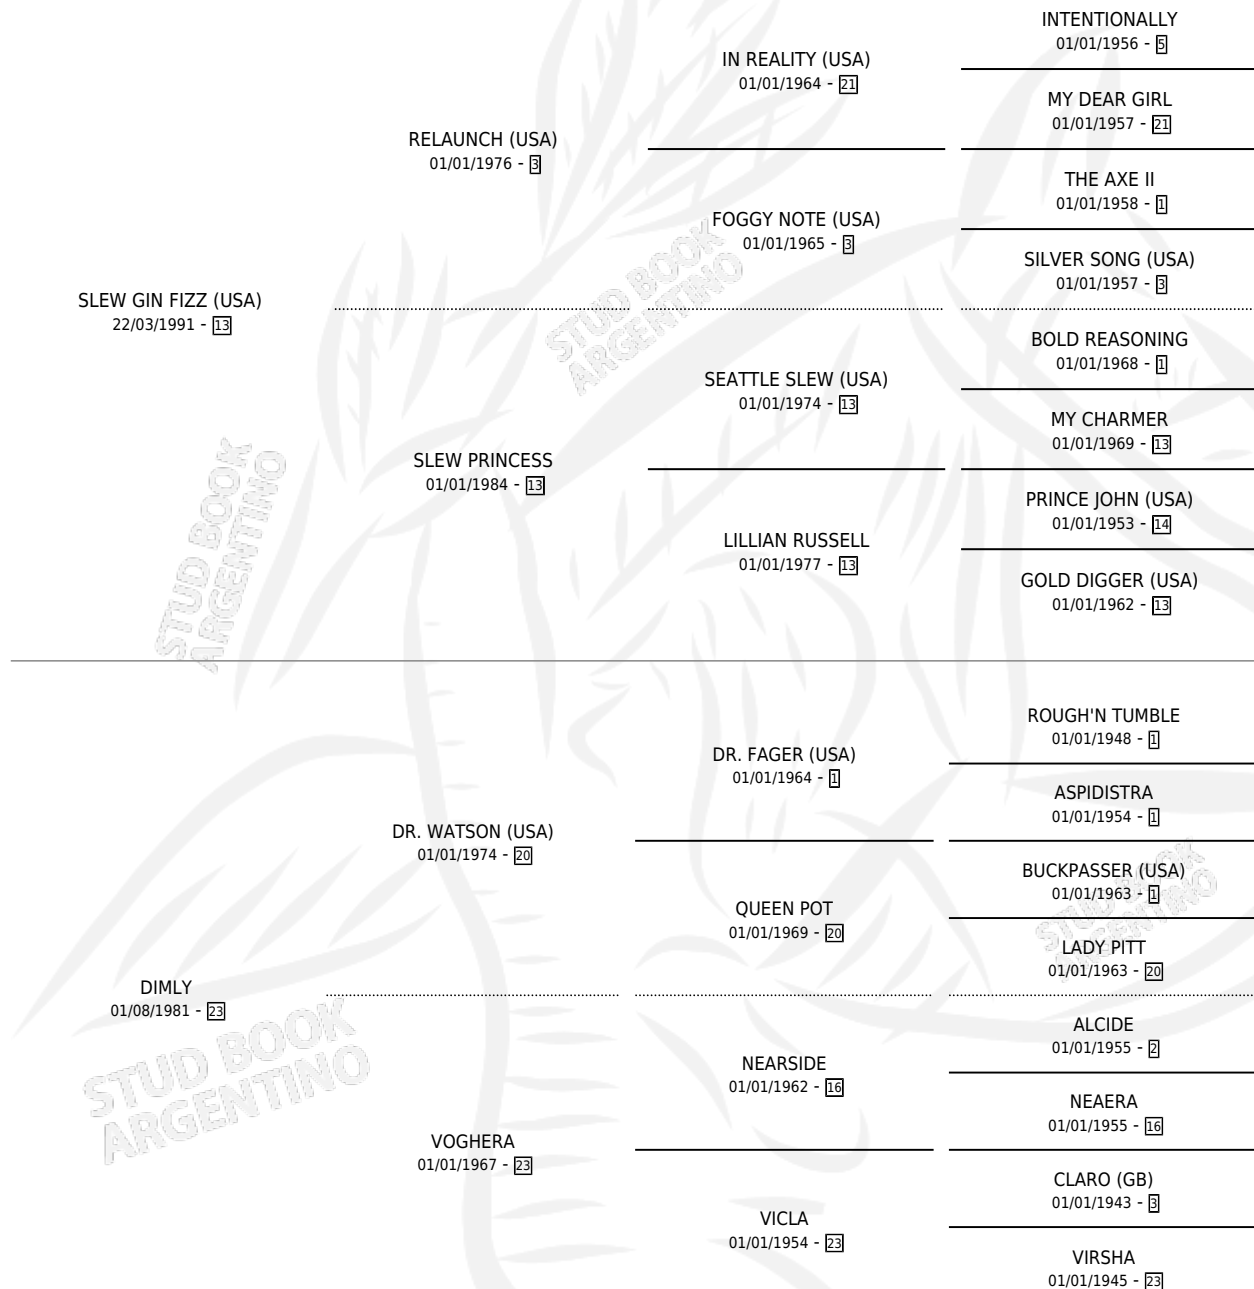 INTENTIONALLY
01/01/1956 - 5
IN REALITY (USA)
01/01/1964 - 21
MY DEAR GIRL
01/01/1957 - 21
RELAUNCH (USA)
01/01/1976 - 3
THE AXE II
01/01/1958 - 1
FOGGY NOTE (USA)
01/01/1965 - 3
SILVER SONG (USA)
01/01/1957 - 3
SLEW GIN FIZZ (USA)
22/03/1991 - 13
BOLD REASONING
01/01/1968 - 1
SEATTLE SLEW (USA)
01/01/1974 - 13
MY CHARMER
01/01/1969 - 13
SLEW PRINCESS
01/01/1984 - 13
PRINCE JOHN (USA)
01/01/1953 - 14
LILLIAN RUSSELL
01/01/1977 - 13
GOLD DIGGER (USA)
01/01/1962 - 13
ROUGH'N TUMBLE
01/01/1948 - 1
DR. FAGER (USA)
01/01/1964 - 1
ASPIDISTRA
01/01/1954 - 1
DR. WATSON (USA)
01/01/1974 - 20
BUCKPASSER (USA)
01/01/1963 - 1
QUEEN POT
01/01/1969 - 20
LADY PITT
01/01/1963 - 20
DIMLY
01/08/1981 - 23
ALCIDE
01/01/1955 - 2
NEARSIDE
01/01/1962 - 16
NEAERA
01/01/1955 - 16
VOGHERA
01/01/1967 - 23
CLARO (GB)
01/01/1943 - 3
VICLA
01/01/1954 - 23
VIRSHA
01/01/1945 - 23
STUD BOOK
ARGENTINO
STUD BOOK
ARGENTINO
STUD BOOK
ARGENTINO
STUD BOOK
ARGENTINO